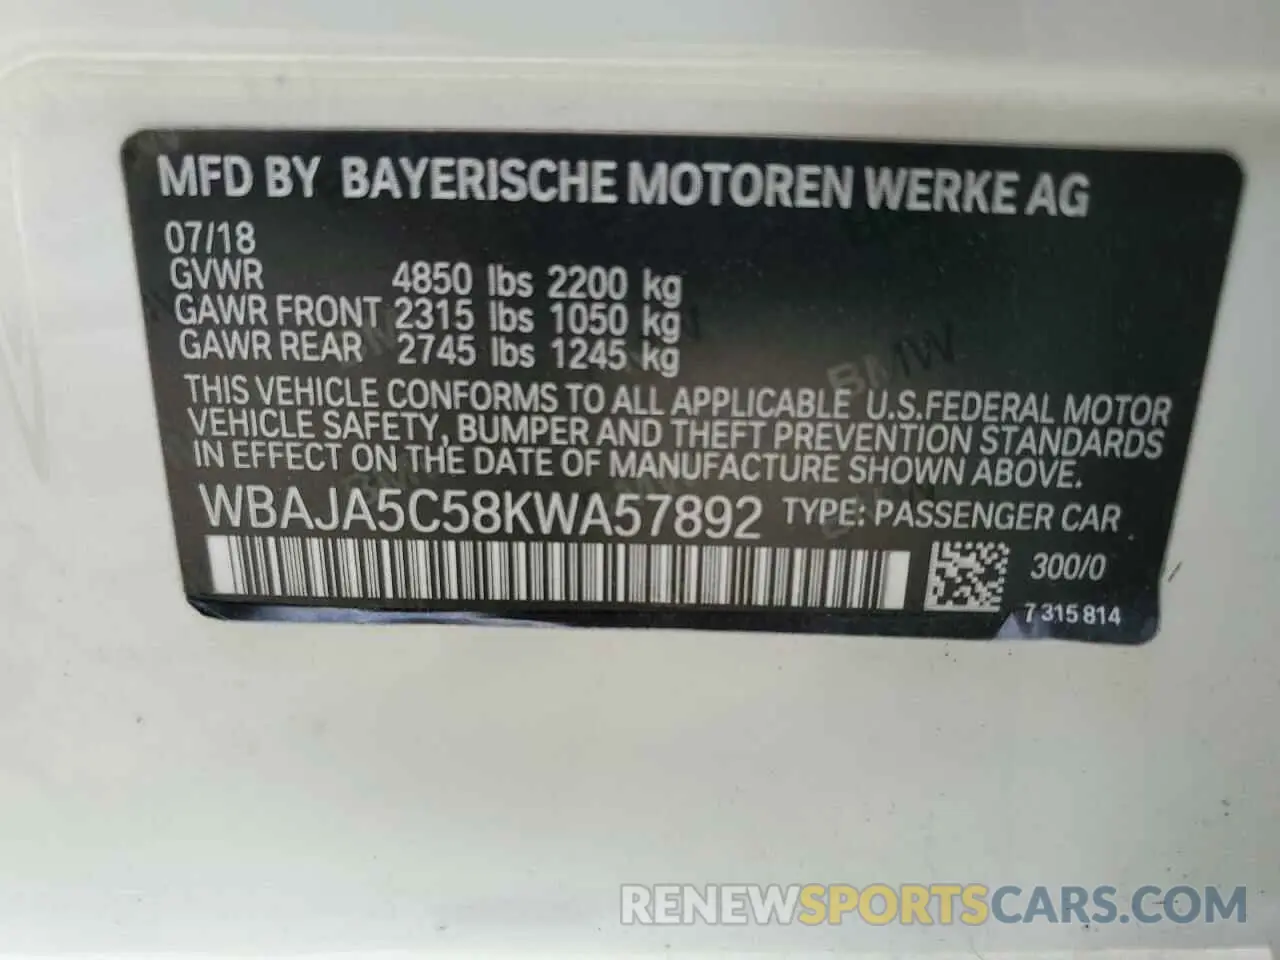 MFD BY BAYERISCHE MOTOREN WERKE AG
07/18
GVWR 4850 lbs 2200 kg
GAWR FRONT 2315 lbs 1050 kg
GAWR REAR 2745 lbs 1245 kg
THIS VEHICLE CONFORMS TO ALL APPLICABLE U.S.FEDERAL MOTOR
VEHICLE SAFETY, BUMPER AND THEFT PREVENTION STANDARDS
IN EFFECT ON THE DATE OF MANUFACTURE SHOWN ABOVE.
WBAJA5C58KWA57892 TYPE: PASSENGER CAR
300/0
7 315 814
RENEWSPORTSCARS.COM